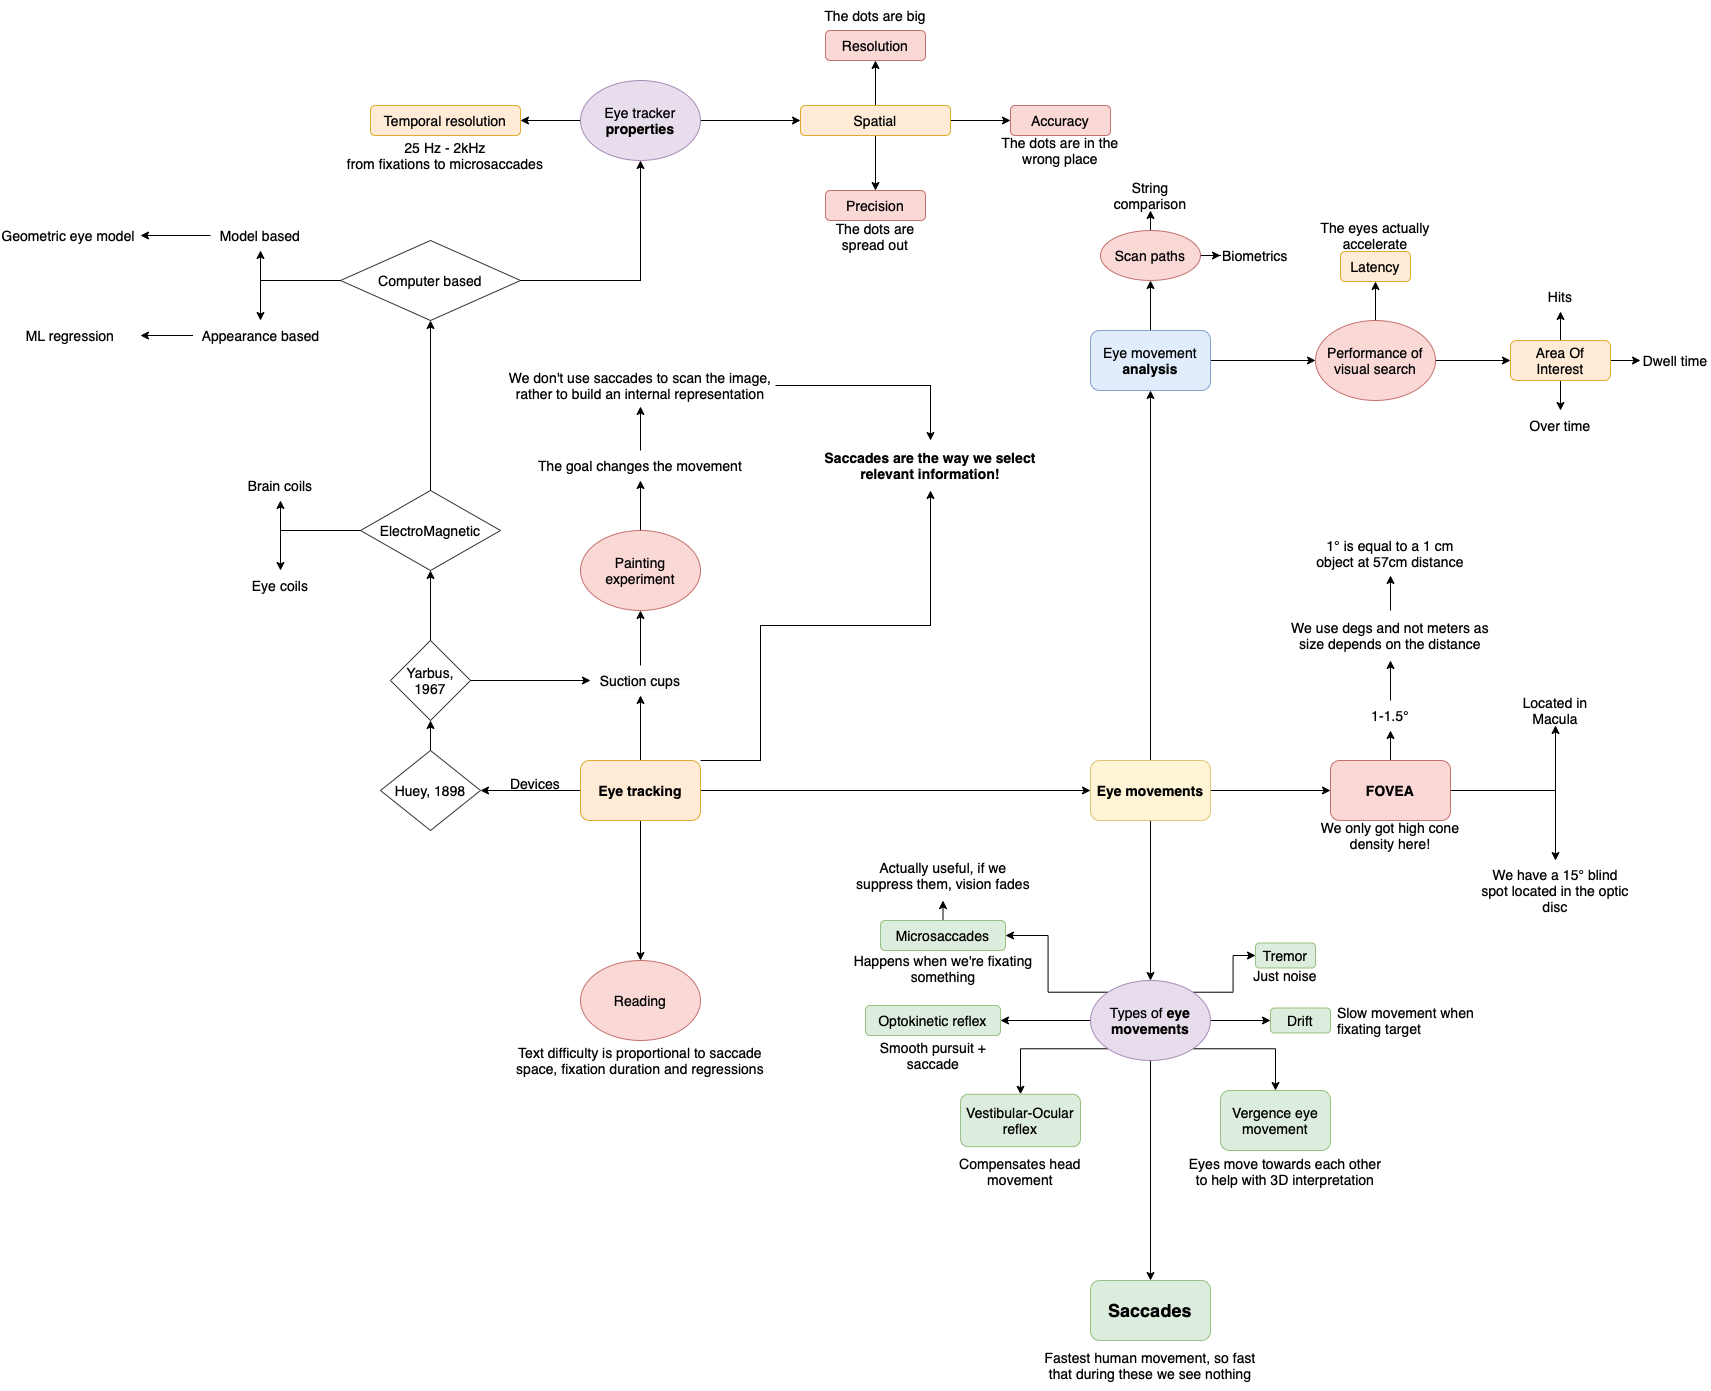 The dots are big
Resolution
Temporal resolution
25 Hz - 2kHz
from fixations to microsaccades
Eye tracker
properties
Spatial
Accuracy
The dots are in the
wrong place
Precision
The dots are
spread out
Geometric eye model
Model based
Computer based
ML regression
Appearance based
String
comparison
Scan paths
Biometrics
The eyes actually
accelerate
Latency
Eye movement
analysis
Performance of
visual search
Hits
Area Of
Interest
Dwell time
Over time
We don't use saccades to scan the image,
rather to build an internal representation
The goal changes the movement
Saccades are the way we select
relevant information!
Brain coils
ElectroMagnetic
Eye coils
Painting
experiment
Yarbus,
1967
Suction cups
Huey, 1898
Devices
Eye tracking
Eye movements
1° is equal to a 1 cm
object at 57cm distance
We use degs and not meters as
size depends on the distance
1-1.5°
FOVEA
We only got high cone
density here!
Located in
Macula
We have a 15° blind
spot located in the optic
disc
Reading
Text difficulty is proportional to saccade
space, fixation duration and regressions
Actually useful, if we
suppress them, vision fades
Microsaccades
Happens when we're fixating
something
Tremor
Just noise
Optokinetic reflex
Smooth pursuit +
saccade
Types of eye
movements
Drift
Slow movement when
fixating target
Vestibular-Ocular
reflex
Compensates head
movement
Vergence eye
movement
Eyes move towards each other
to help with 3D interpretation
Saccades
Fastest human movement, so fast
that during these we see nothing